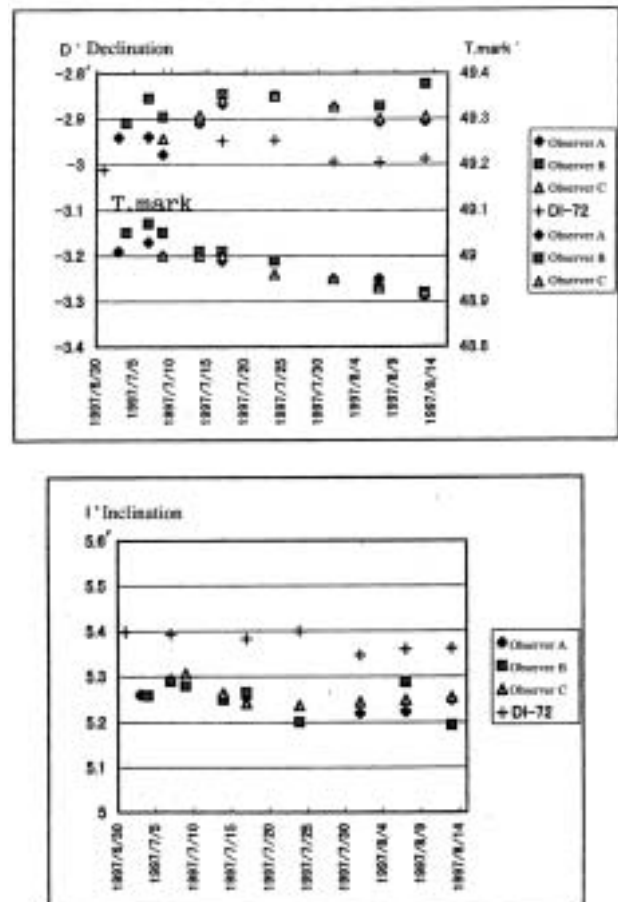 D ' Declination
T.mark '
-2.8'
-2.9
-3
-3.1
-3.2
-3.3
-3.4
49.4
49.3
49.2
49.1
49
48.9
48.8
T.mark
1997/6/30
1997/7/5
1997/7/10
1997/7/15
1997/7/20
1997/7/25
1997/7/30
1997/8/4
1997/8/9
1997/8/14
Observer A
Observer B
Observer C
DI-72
Observer A
Observer B
Observer C
I ' Inclination
5.6'
5.5
5.4
5.3
5.2
5.1
5
1997/6/30
1997/7/5
1997/7/10
1997/7/15
1997/7/20
1997/7/25
1997/7/30
1997/8/4
1997/8/9
1997/8/14
Observer A
Observer B
Observer C
DI-72